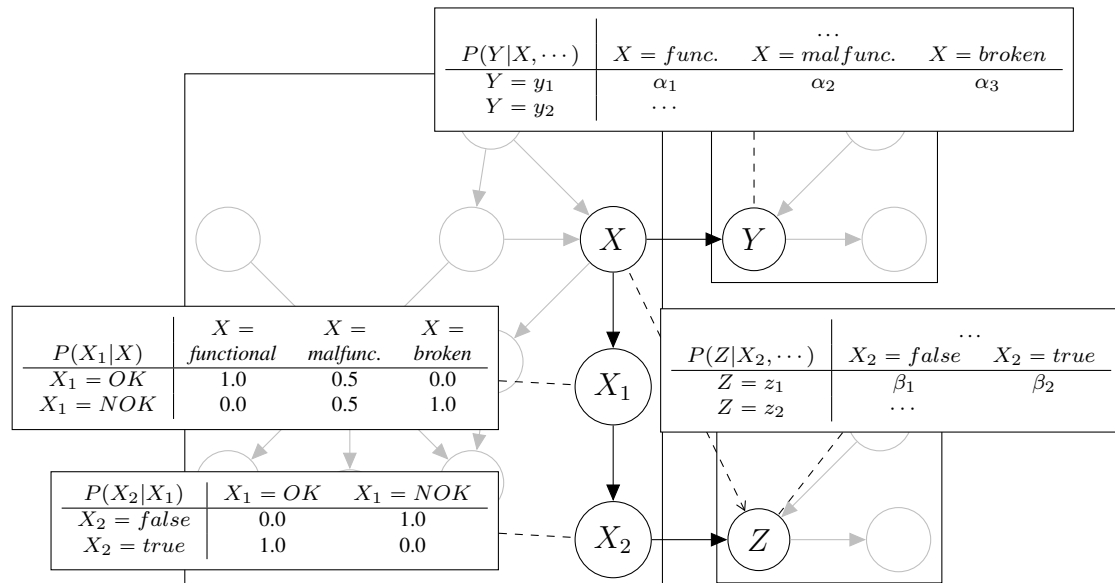 ...
P(Y|X, ⋯) X = func. X = malfunc. X = broken
Y = y₁ α₁ α₂ α₃
Y = y₂ ⋯
X Y
X = X = X =
P(X₁|X) functional malfunc. broken
X₁ = OK 1.0 0.5 0.0
X₁ = NOK 0.0 0.5 1.0
X₁
...
P(Z|X₂, ⋯) X₂ = false X₂ = true
Z = z₁ β₁ β₂
Z = z₂ ⋯
P(X₂|X₁) X₁ = OK X₁ = NOK
X₂ = false 0.0 1.0
X₂ = true 1.0 0.0
X₂ Z